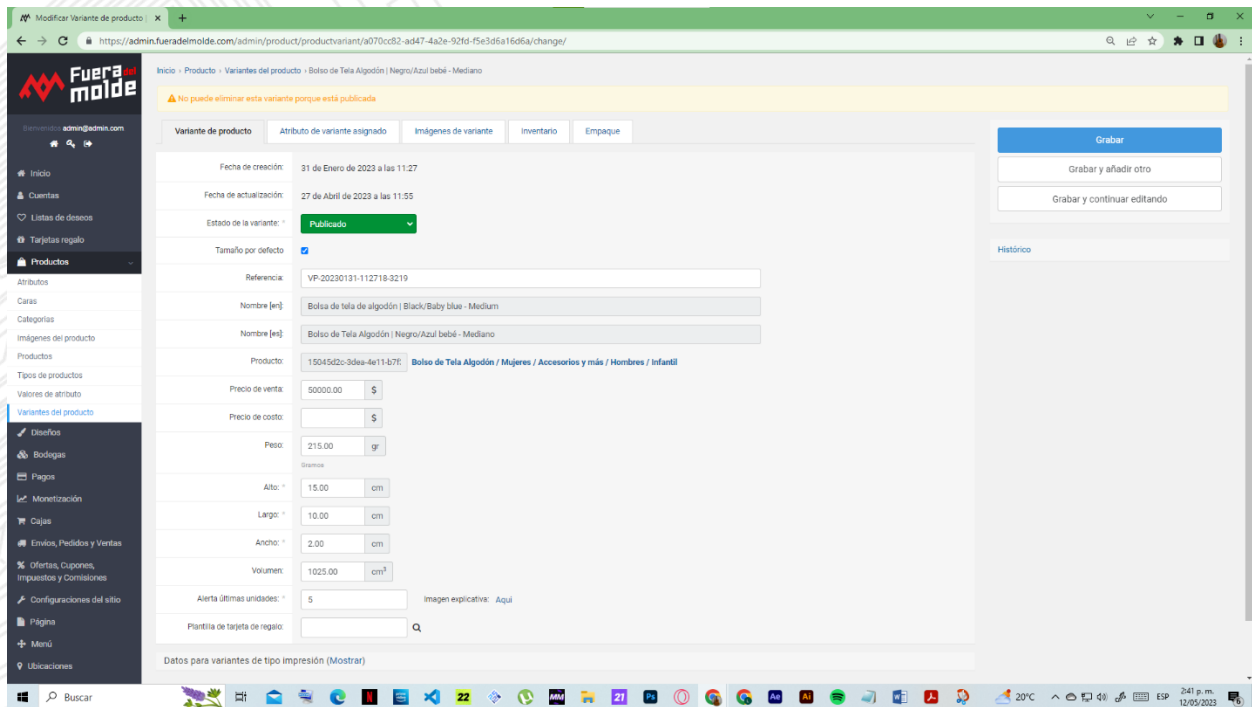 Modificar Variante de producto |
https://admin.fueradelmolde.com/admin/product/productvariant/a070cc82-ad47-4a2e-92fd-f5e3d6a16d6a/change/
Fuera del molde
Bienvenido admin@admin.com
Inicio
Cuentas
Listas de deseos
Tarjetas regalo
Productos
Atributos
Caras
Categorías
Imágenes del producto
Productos
Tipos de productos
Valores de atributo
Variantes del producto
Diseños
Bodegas
Pagos
Monetización
Cajas
Envíos, Pedidos y Ventas
Ofertas, Cupones,
Impuestos y Comisiones
Configuraciones del sitio
Página
Menú
Ubicaciones
Inicio › Producto › Variantes del producto › Bolso de Tela Algodón | Negro/Azul bebé - Mediano
No puede eliminar esta variante porque está publicada
Variante de producto Atributo de variante asignado Imágenes de variante Inventario Empaque
Fecha de creación: 31 de Enero de 2023 a las 11:27
Fecha de actualización: 27 de Abril de 2023 a las 11:55
Estado de la variante: * Publicado
Tamaño por defecto
Referencia: VP-20230131-112718-3219
Nombre [en]: Bolsa de tela de algodón | Black/Baby blue - Medium
Nombre [es]: Bolso de Tela Algodón | Negro/Azul bebé - Mediano
Producto: 15045d2c-3dea-4e11-b7f Bolso de Tela Algodón / Mujeres / Accesorios y más / Hombres / Infantil
Precio de venta: 50000.00 $
Precio de costo: $
Peso: 215.00 gr
Gramos
Alto: * 15.00 cm
Largo: * 10.00 cm
Ancho: * 2.00 cm
Volumen: 1025.00 cm³
Alerta últimas unidades: * 5 Imagen explicativa: Aqui
Plantilla de tarjeta de regalo:
Datos para variantes de tipo impresión (Mostrar)
Grabar
Grabar y añadir otro
Grabar y continuar editando
Histórico
Buscar
22
MM
21
Ps
Ae
Ai
20°C
ESP
2:41 p. m.
12/05/2023